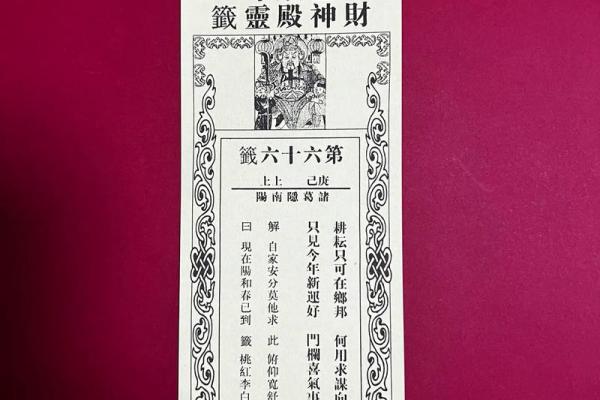 財神殿靈籤
第六十六籤
庚己 上上
諸葛隱南陽
耕耘只可在鄉邦 何用求謀向
只見今年新運好 門欄喜氣事
解 自家安分莫他求 此 俯仰寬舒
曰 現在陽和春已到 籤 桃紅李白